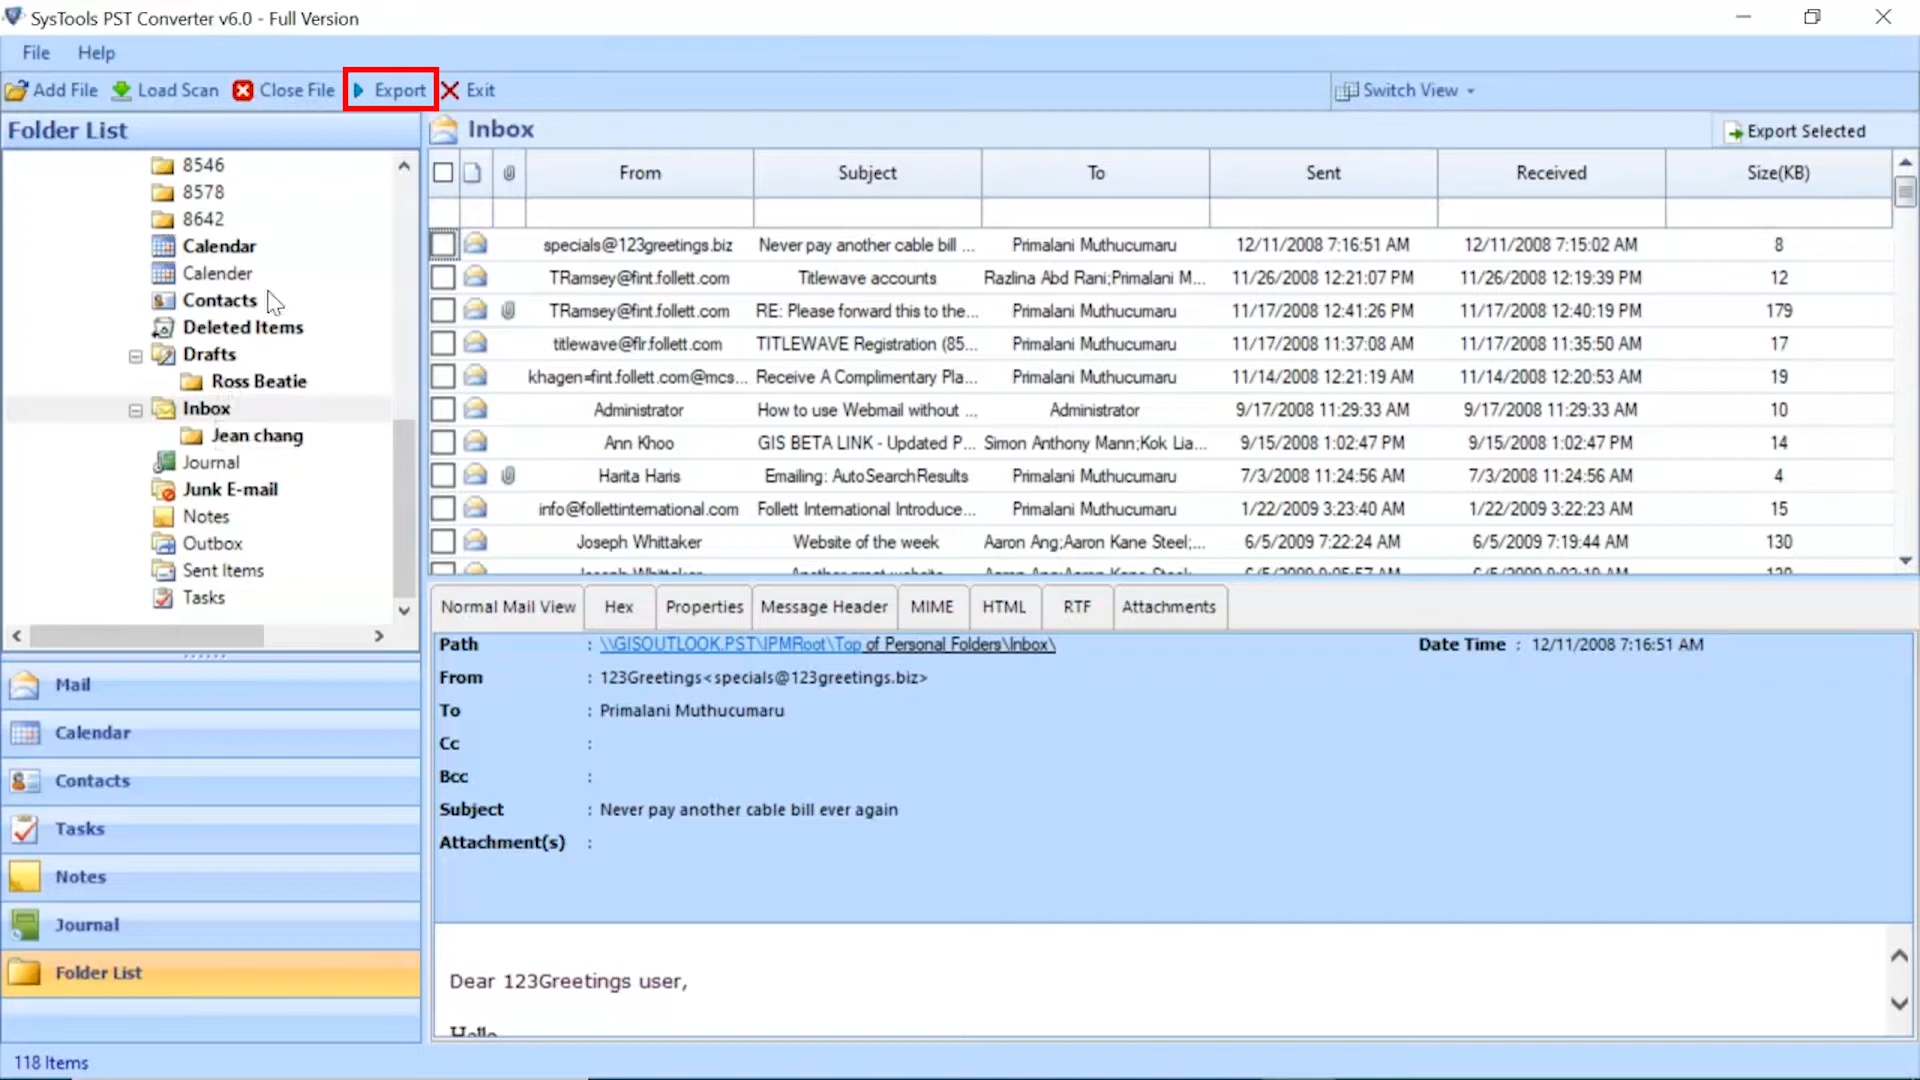 SysTools PST Converter v6.0 - Full Version
File Help
Add File Load Scan Close File Export Exit Switch View
Folder List
8546
8578
8642
Calendar
Calender
Contacts
Deleted Items
Drafts
Ross Beatie
Inbox
Jean chang
Journal
Junk E-mail
Notes
Outbox
Sent Items
Tasks
Mail
Calendar
Contacts
Tasks
Notes
Journal
Folder List
118 Items
Inbox Export Selected
From Subject To Sent Received Size(KB)
specials@123greetings.biz Never pay another cable bill ... Primalani Muthucumaru 12/11/2008 7:16:51 AM 12/11/2008 7:15:02 AM 8
TRamsey@fint.follett.com Titlewave accounts Razlina Abd Rani;Primalani M... 11/26/2008 12:21:07 PM 11/26/2008 12:19:39 PM 12
TRamsey@fint.follett.com RE: Please forward this to the... Primalani Muthucumaru 11/17/2008 12:41:26 PM 11/17/2008 12:40:19 PM 179
titlewave@flr.follett.com TITLEWAVE Registration (85... Primalani Muthucumaru 11/17/2008 11:37:08 AM 11/17/2008 11:35:50 AM 17
khagen=fint.follett.com@mcs... Receive A Complimentary Pla... Primalani Muthucumaru 11/14/2008 12:21:19 AM 11/14/2008 12:20:53 AM 19
Administrator How to use Webmail without ... Administrator 9/17/2008 11:29:33 AM 9/17/2008 11:29:33 AM 10
Ann Khoo GIS BETA LINK - Updated P... Simon Anthony Mann;Kok Lia... 9/15/2008 1:02:47 PM 9/15/2008 1:02:47 PM 14
Harita Haris Emailing: AutoSearchResults Primalani Muthucumaru 7/3/2008 11:24:56 AM 7/3/2008 11:24:56 AM 4
info@follettinternational.com Follett International Introduce... Primalani Muthucumaru 1/22/2009 3:23:40 AM 1/22/2009 3:22:23 AM 15
Joseph Whittaker Website of the week Aaron Ang;Aaron Kane Steel;... 6/5/2009 7:22:24 AM 6/5/2009 7:19:44 AM 130
Normal Mail View Hex Properties Message Header MIME HTML RTF Attachments
Path : \\GISOUTLOOK.PST\IPMRoot\Top of Personal Folders\Inbox\ Date Time : 12/11/2008 7:16:51 AM
From : 123Greetings<specials@123greetings.biz>
To : Primalani Muthucumaru
Cc :
Bcc :
Subject : Never pay another cable bill ever again
Attachment(s) :
Dear 123Greetings user,
Hello